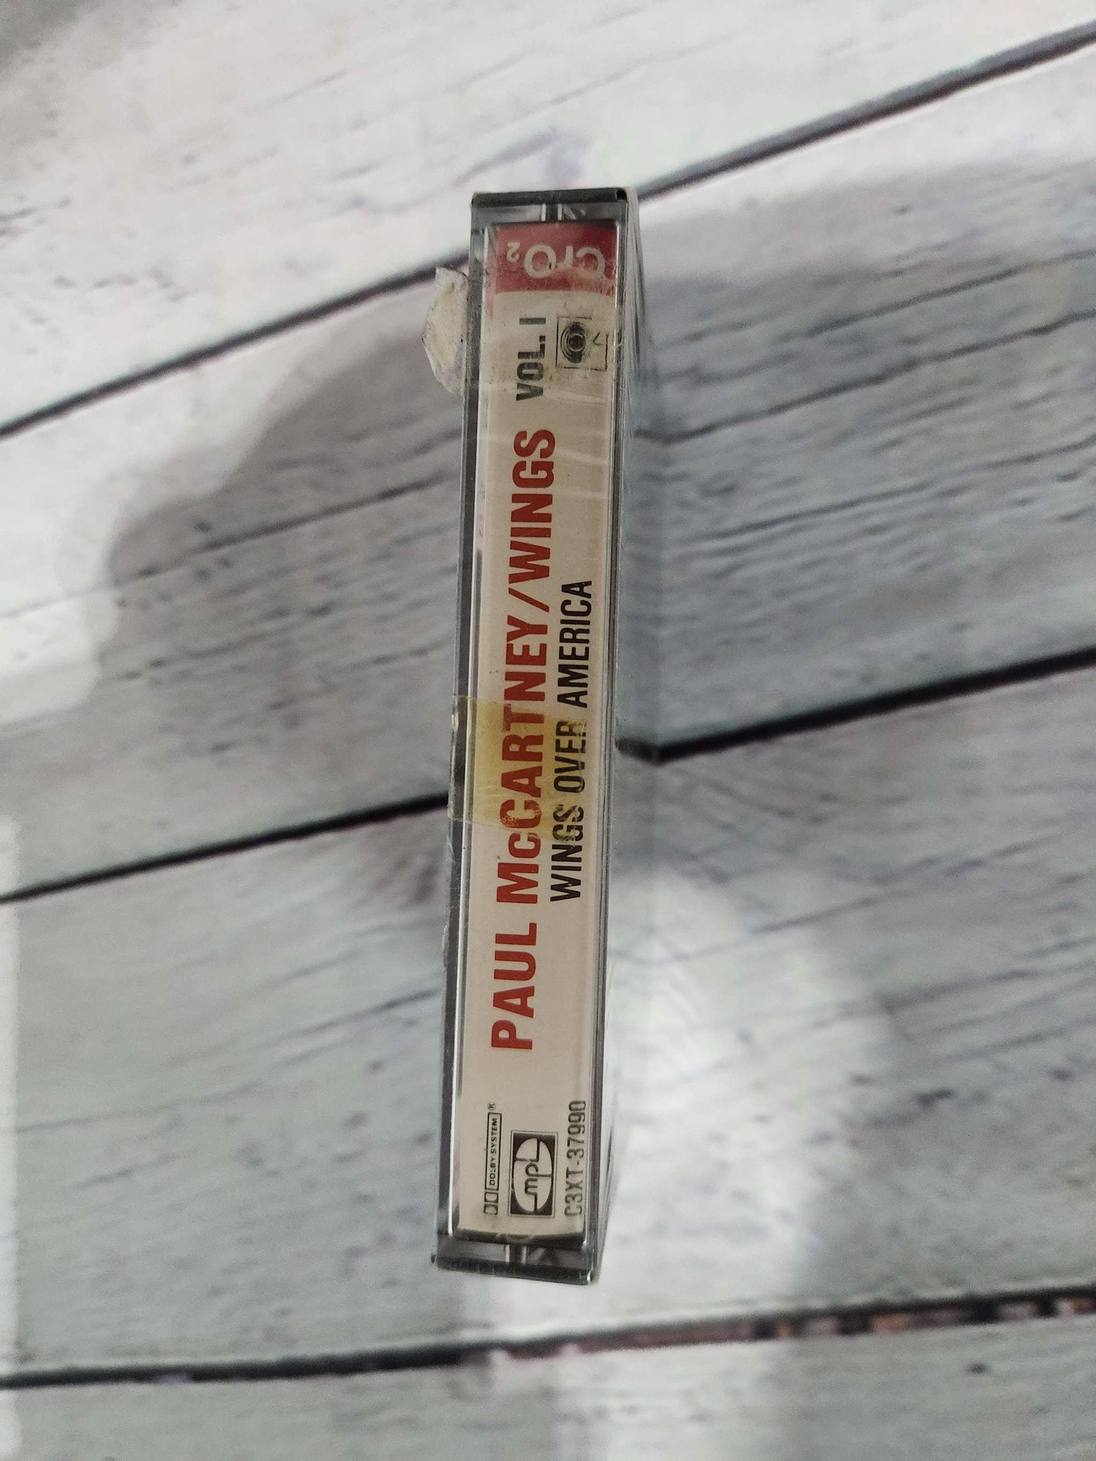 CrO2
PAUL McCARTNEY/WINGS VOL. I
WINGS OVER AMERICA
DOLBY SYSTEM®
mpl
C3XT-37990